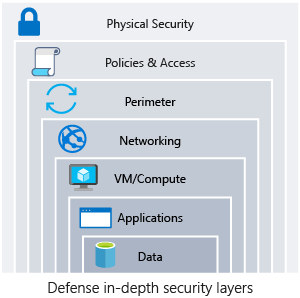 Physical Security
Policies & Access
Perimeter
Networking
VM/Compute
Applications
Data
Defense in-depth security layers